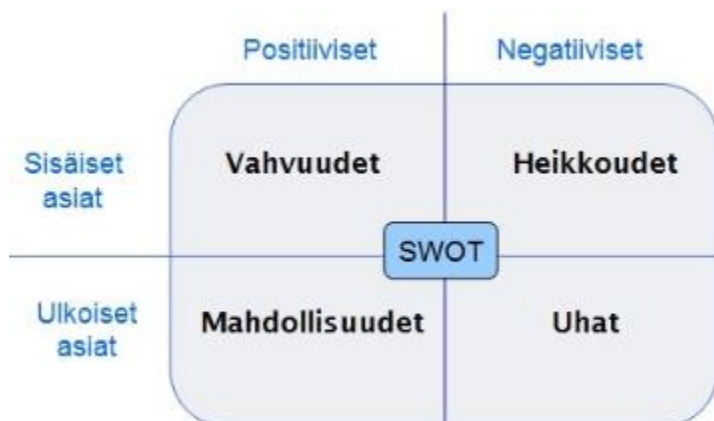 Positiiviset
Negatiiviset
Sisäiset
asiat
Vahvuudet
Heikkoudet
SWOT
Ulkoiset
asiat
Mahdollisuudet
Uhat